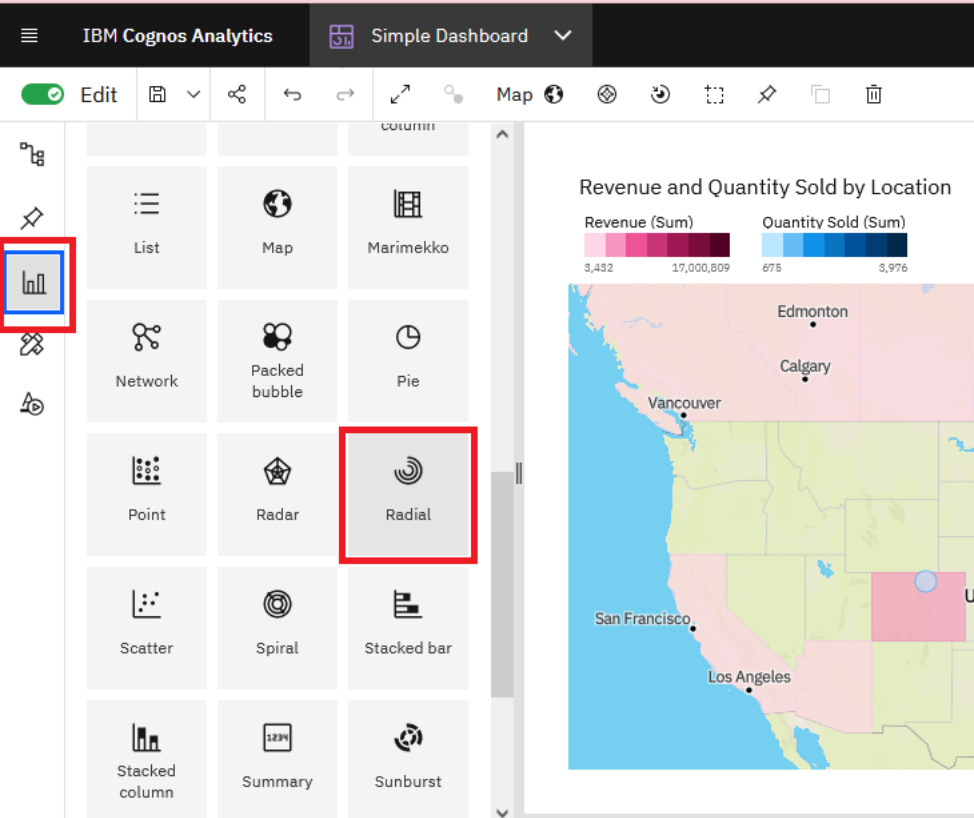 IBM Cognos Analytics
Simple Dashboard
Edit
Map
column
List
Map
Marimekko
Network
Packed
bubble
Pie
Point
Radar
Radial
Scatter
Spiral
Stacked bar
Stacked
column
1234
Summary
Sunburst
Revenue and Quantity Sold by Location
Revenue (Sum)
Quantity Sold (Sum)
3,432
17,000,809
675
3,976
Edmonton
Calgary
Vancouver
San Francisco
Los Angeles
U